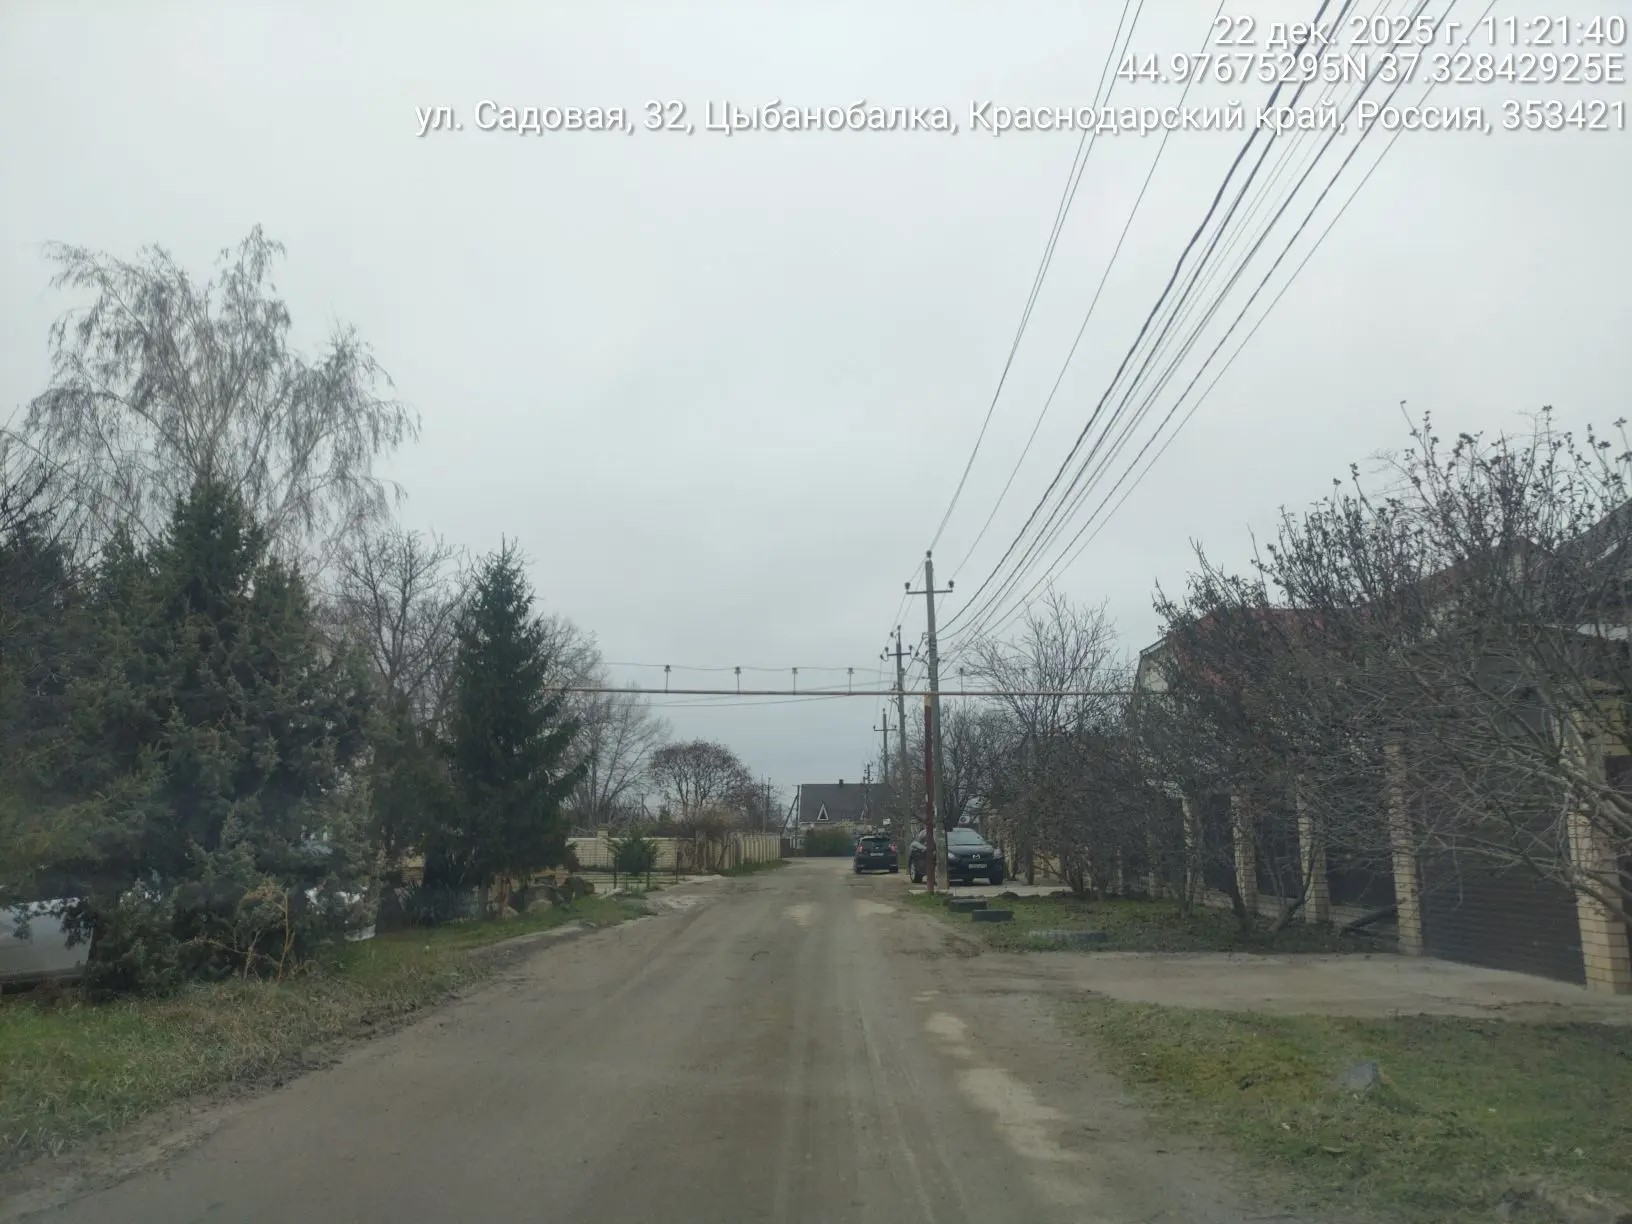 22 дек. 2025 г. 11:21:40
44.97675295N 37.32842925E
ул. Садовая, 32, Цыбанобалка, Краснодарский край, Россия, 353421